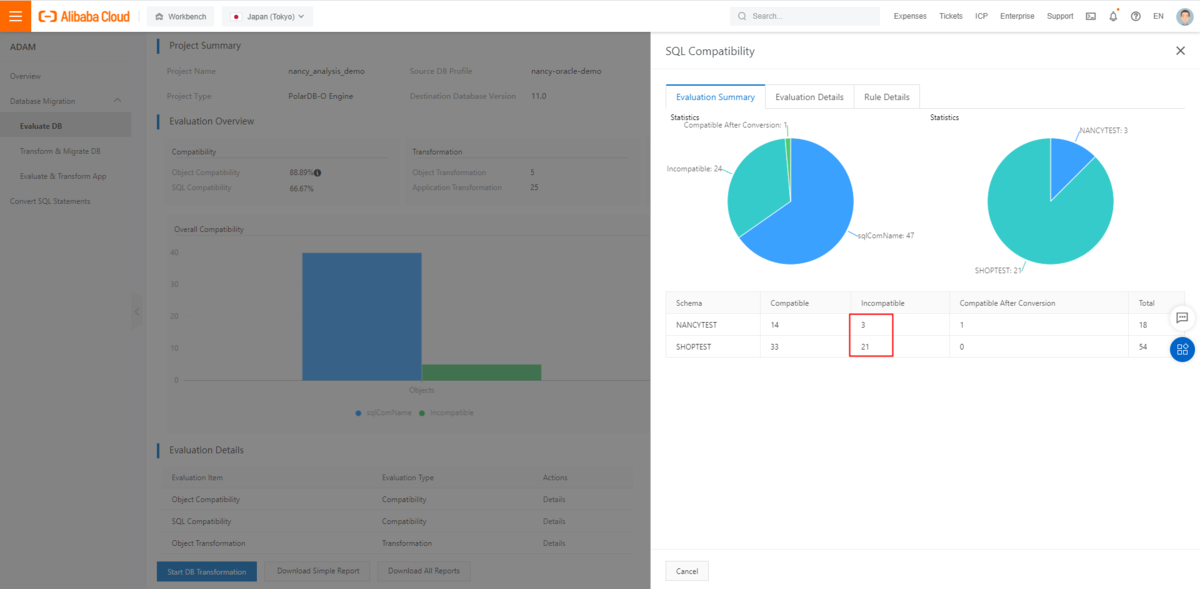 Alibaba Cloud
Workbench
Japan (Tokyo)
Search...
Expenses Tickets ICP Enterprise Support EN
ADAM
Overview
Database Migration
Evaluate DB
Transform & Migrate DB
Evaluate & Transform App
Convert SQL Statements
Project Summary
Project Name nancy_analysis_demo Source DB Profile nancy-oracle-demo
Project Type PolarDB-O Engine Destination Database Version 11.0
Evaluation Overview
Compatibility
Object Compatibility 88.89%
SQL Compatibility 66.67%
Transformation
Object Transformation 5
Application Transformation 25
Overall Compatibility
40
30
20
10
0
Objects
sqlComName Incompatible
Evaluation Details
Evaluation Item Evaluation Type Actions
Object Compatibility Compatibility Details
SQL Compatibility Compatibility Details
Object Transformation Transformation Details
Start DB Transformation Download Simple Report Download All Reports
SQL Compatibility
Evaluation Summary Evaluation Details Rule Details
Statistics
Compatible After Conversion: 1
Incompatible: 24
sqlComName: 47
Statistics
NANCYTEST: 3
SHOPTEST: 21
Schema Compatible Incompatible Compatible After Conversion Total
NANCYTEST 14 3 1 18
SHOPTEST 33 21 0 54
Cancel